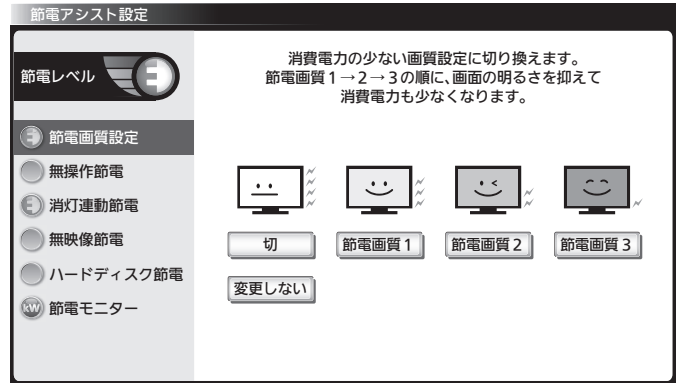 節電アシスト設定
節電レベル
消費電力の少ない画質設定に切り換えます。
節電画質1→2→3の順に、画面の明るさを抑えて
消費電力も少なくなります。
節電画質設定
無操作節電
消灯連動節電
無映像節電
ハードディスク節電
kW 節電モニター
切
節電画質1
節電画質2
節電画質3
変更しない